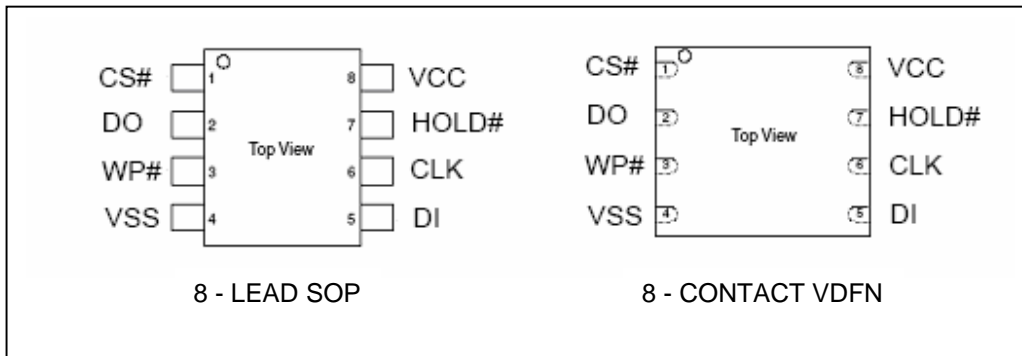 CS# 1 8 VCC
DO 2 7 HOLD#
Top View
WP# 3 6 CLK
VSS 4 5 DI
8 - LEAD SOP
CS# 1 8 VCC
DO 2 7 HOLD#
Top View
WP# 3 6 CLK
VSS 4 5 DI
8 - CONTACT VDFN